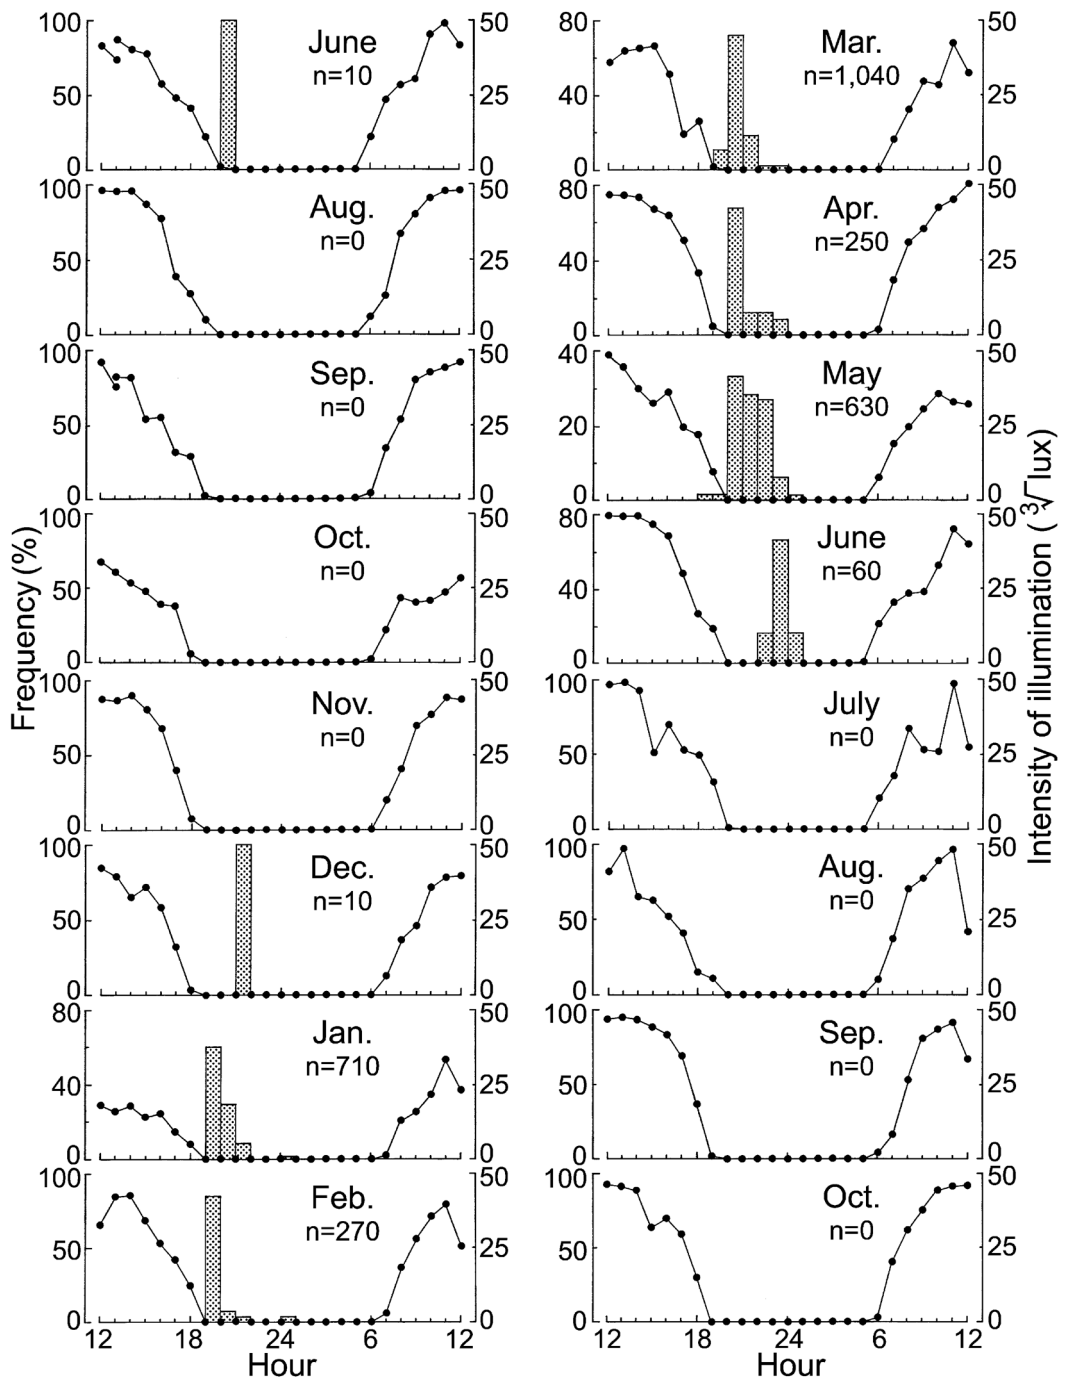 Frequency (%)
Intensity of illumination (∛lux)
100
50
0
June
n=10
50
25
0
100
50
0
Aug.
n=0
50
25
0
100
50
0
Sep.
n=0
50
25
0
100
50
0
Oct.
n=0
50
25
0
100
50
0
Nov.
n=0
50
25
0
100
50
0
Dec.
n=10
50
25
0
80
40
0
Jan.
n=710
50
25
0
100
50
0
Feb.
n=270
50
25
0
12 18 24 6 12
Hour
80
40
0
Mar.
n=1,040
50
25
0
80
40
0
Apr.
n=250
50
25
0
40
20
0
May
n=630
50
25
0
80
40
0
June
n=60
50
25
0
100
50
0
July
n=0
50
25
0
100
50
0
Aug.
n=0
50
25
0
100
50
0
Sep.
n=0
50
25
0
100
50
0
Oct.
n=0
50
25
0
12 18 24 6 12
Hour